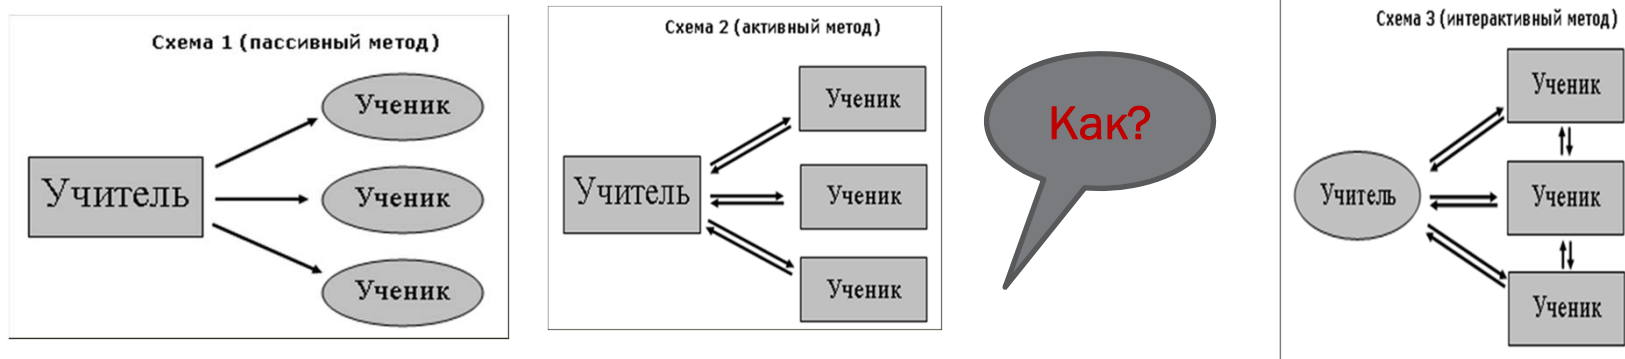 Схема 1 (пассивный метод)
Ученик
Учитель
Ученик
Ученик
Схема 2 (активный метод)
Ученик
Учитель
Ученик
Ученик
Как?
Схема 3 (интерактивный метод)
Ученик
Учитель
Ученик
Ученик